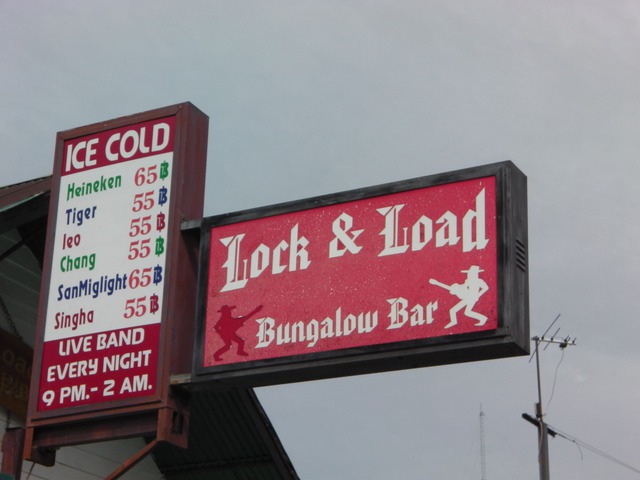 ICE COLD
Heineken 65฿
Tiger 55฿
leo 55฿
Chang 55฿
SanMiglight 65฿
Singha 55฿
LIVE BAND
EVERY NIGHT
9 PM.- 2 AM.
Lock & Load
Bungalow Bar